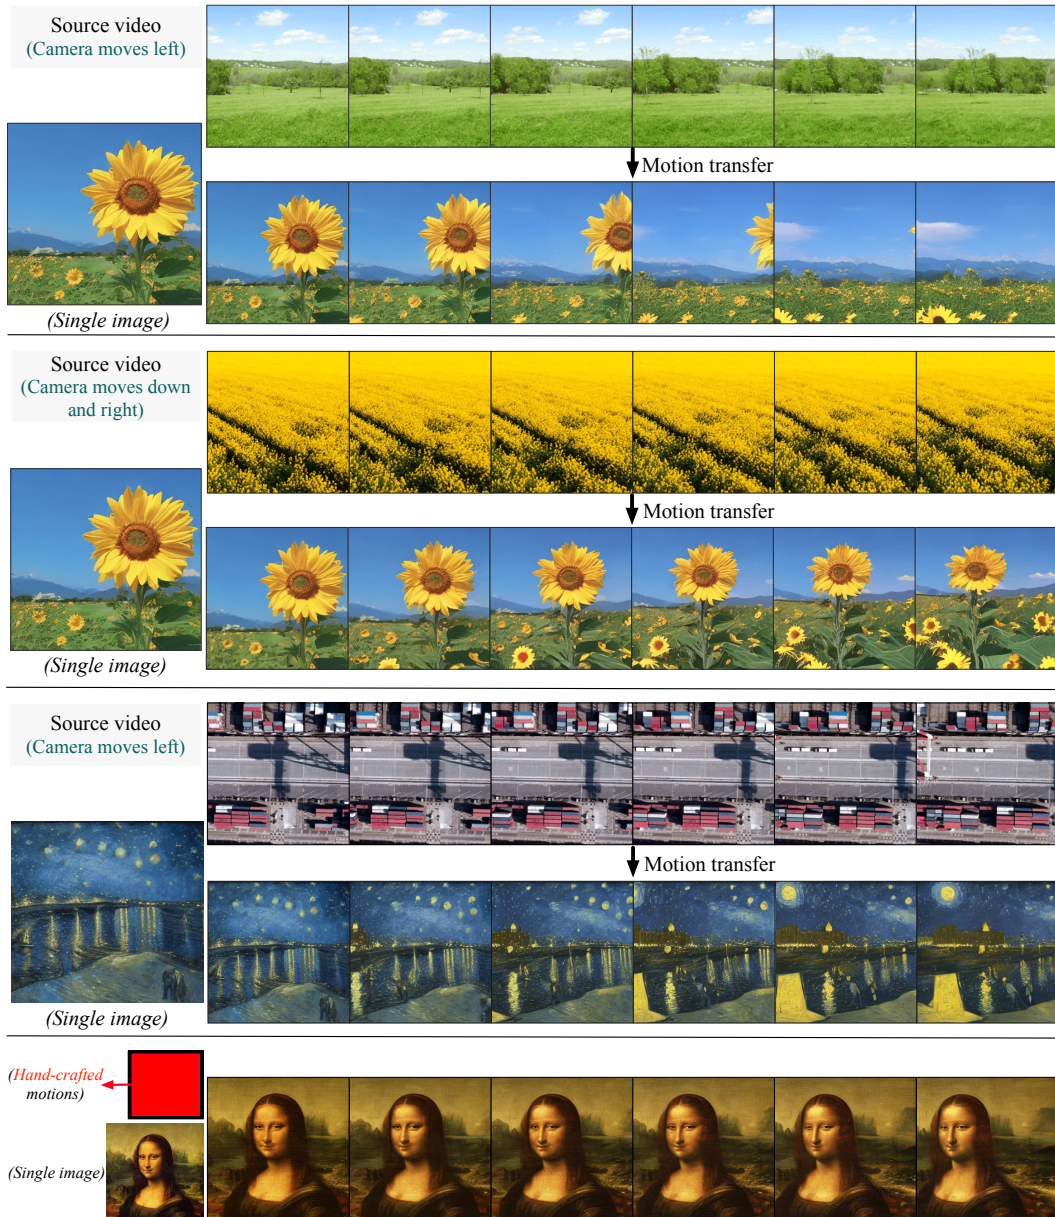 Source video
(Camera moves left)
Motion transfer
(Single image)
Source video
(Camera moves down
and right)
Motion transfer
(Single image)
Source video
(Camera moves left)
Motion transfer
(Single image)
(Hand-crafted
motions)
(Single image)